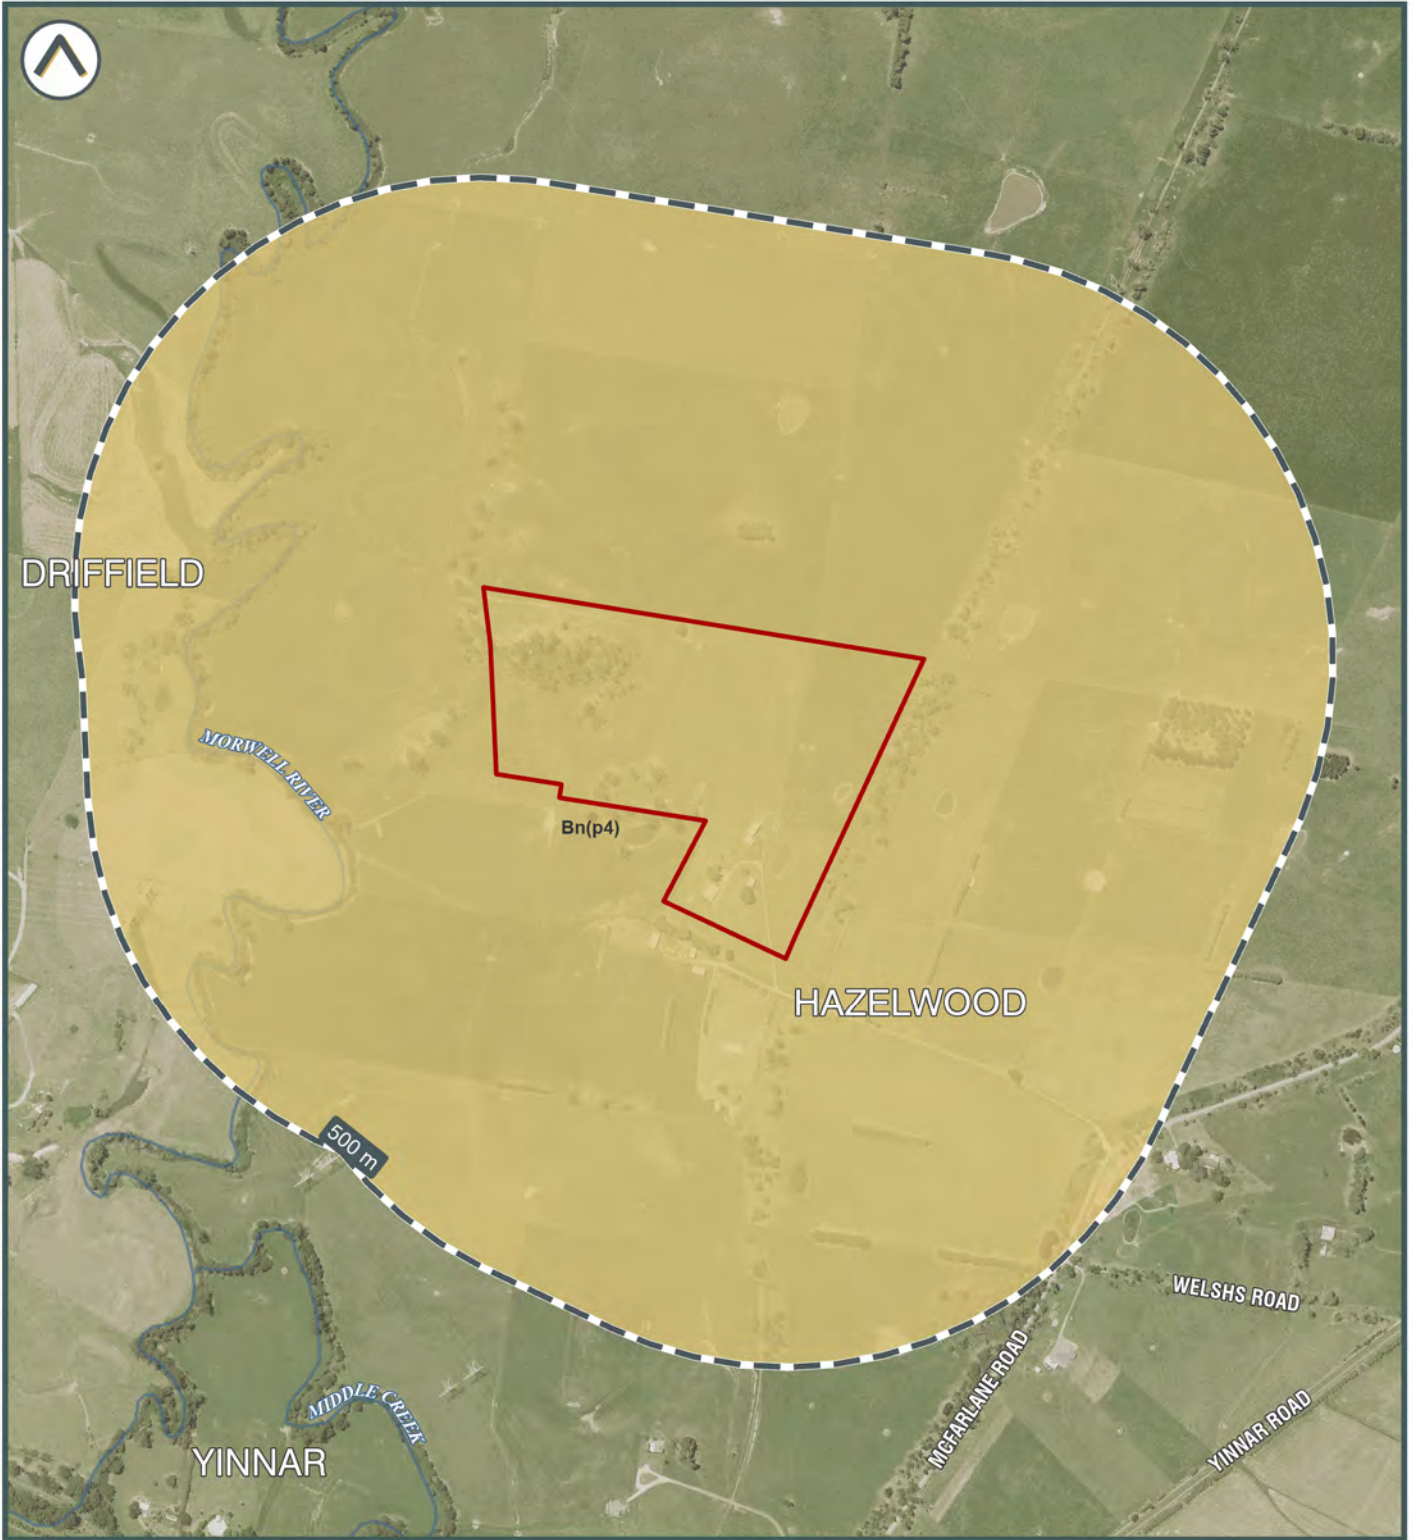 DRIFFIELD
MORWELL RIVER
Bn(p4)
HAZELWOOD
500 m
WELSHS ROAD
MCFARLANE ROAD
MIDDLE CREEK
YINNAR ROAD
YINNAR